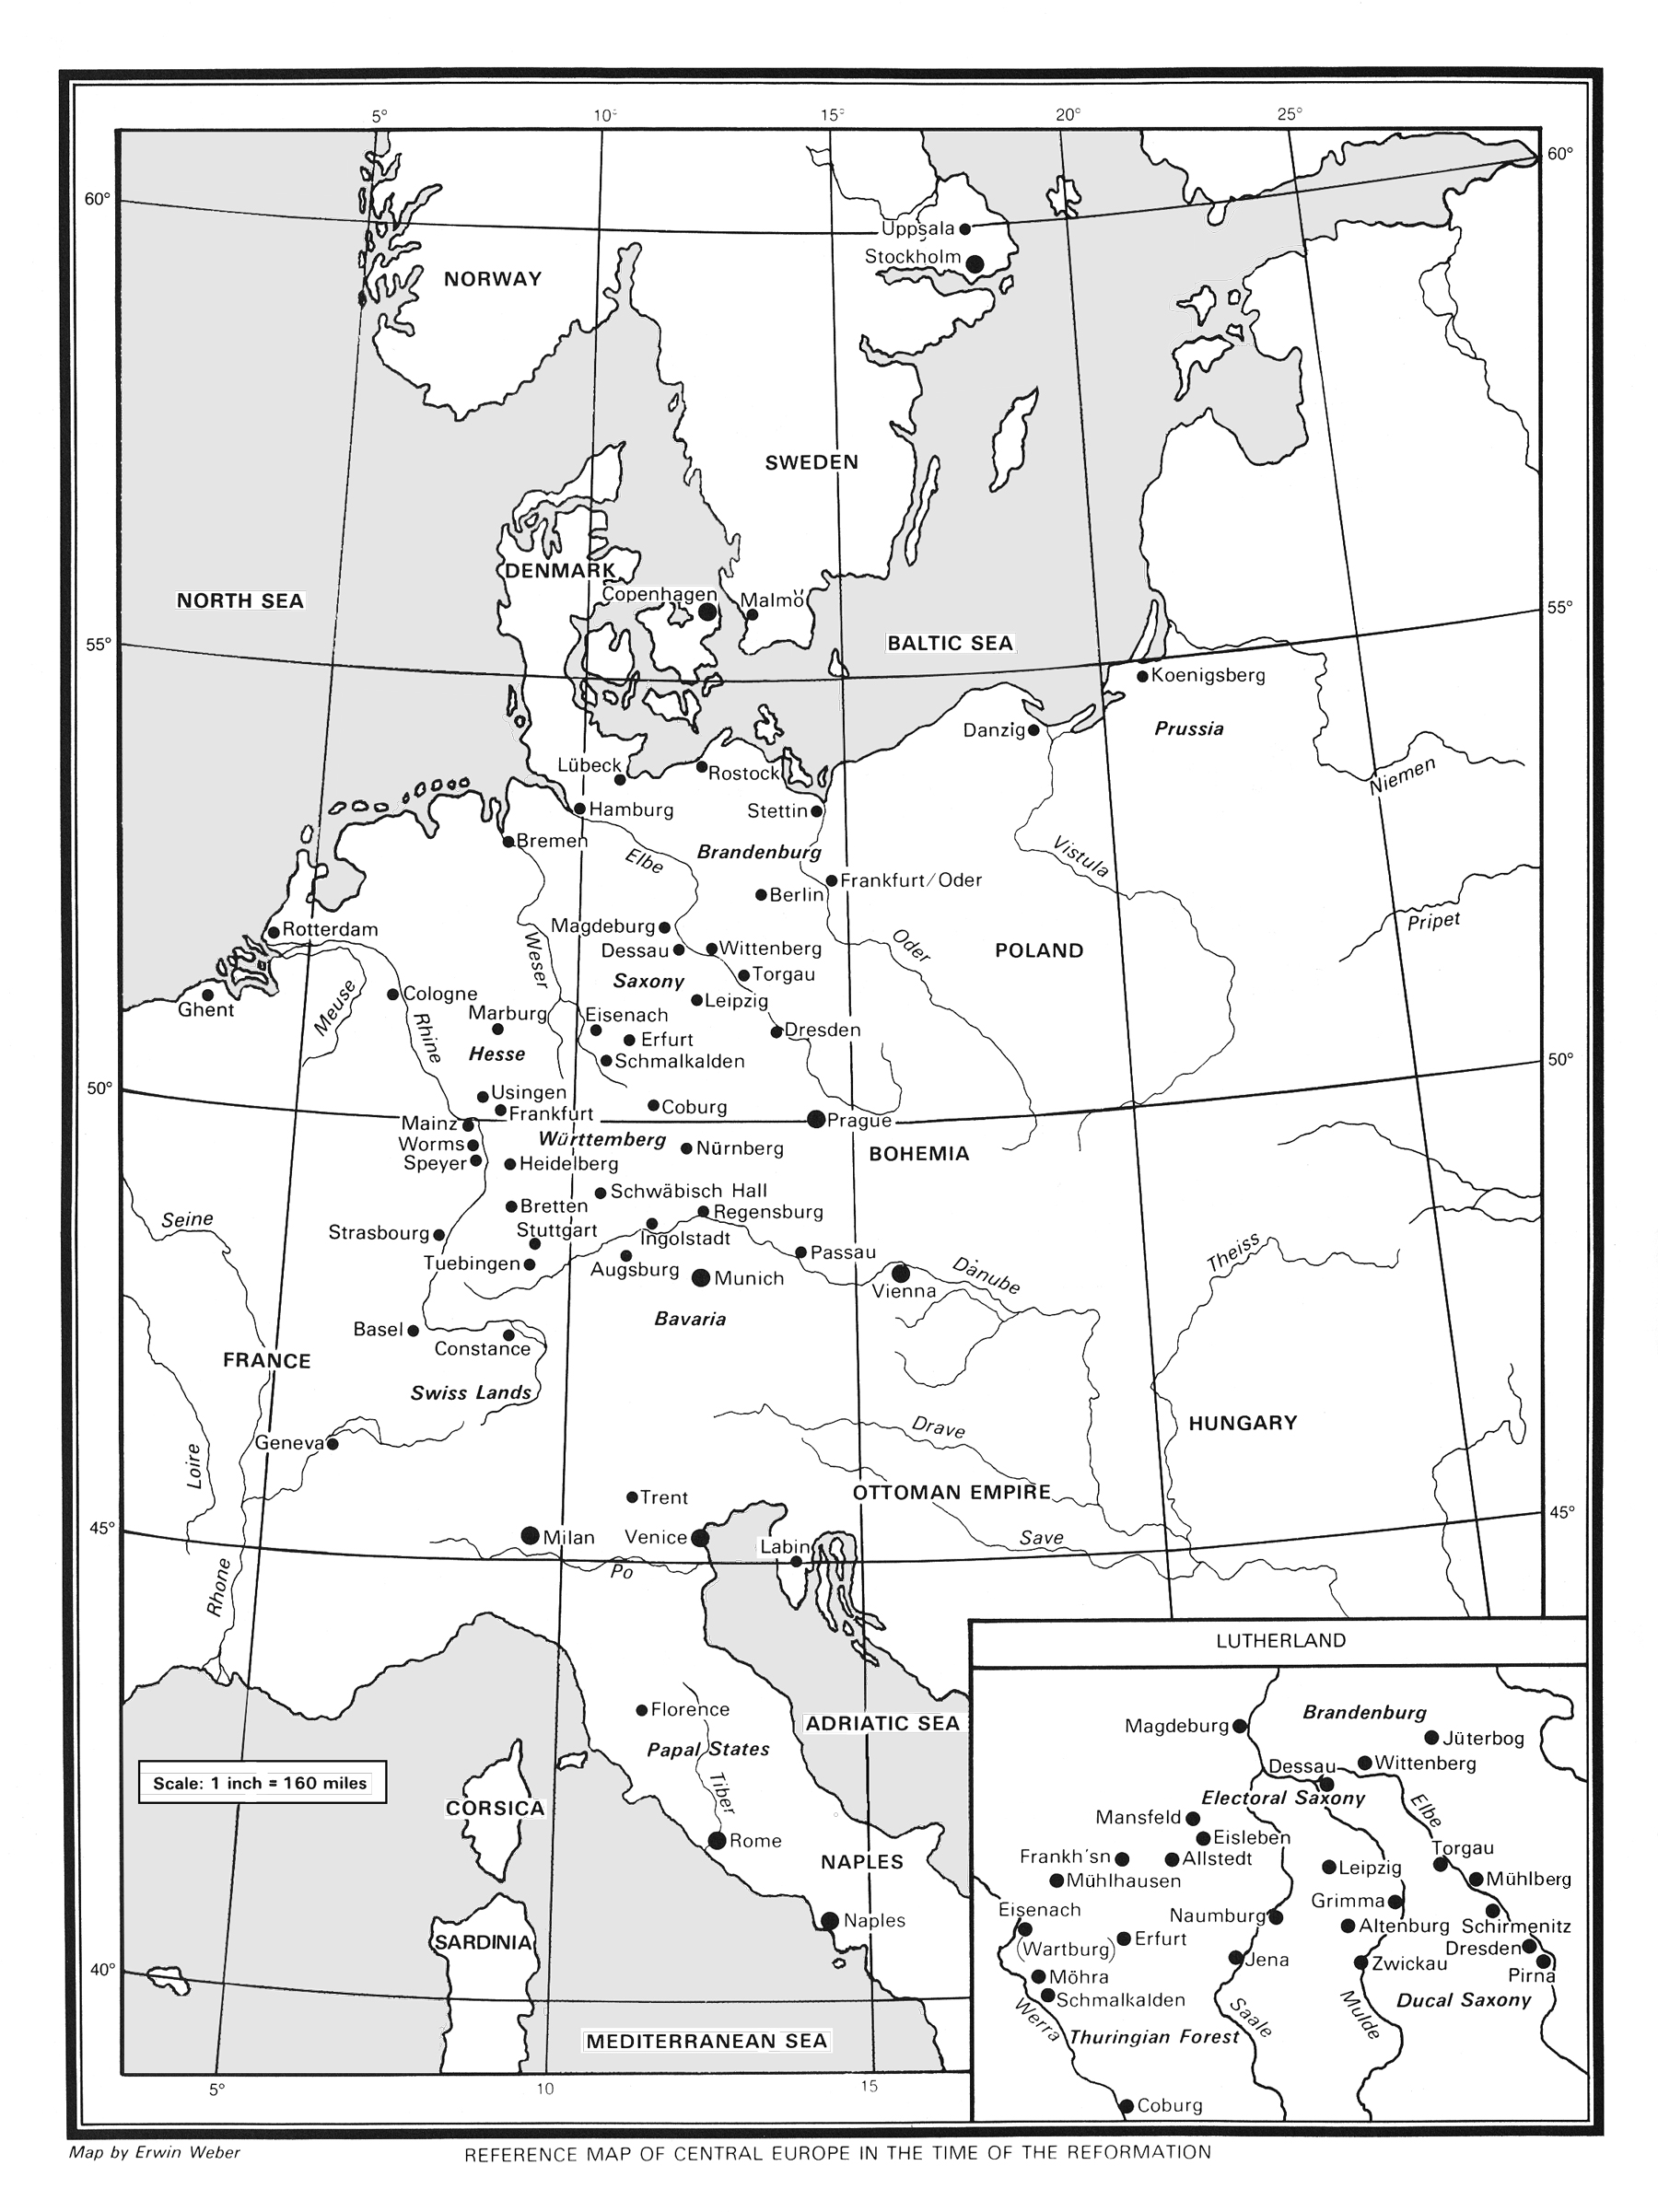 5° 10° 15° 20° 25°
60° 60°
Uppsala
Stockholm
NORWAY
SWEDEN
DENMARK
Copenhagen Malmö
NORTH SEA
55° 55°
BALTIC SEA
Koenigsberg
Danzig Prussia
Lübeck Rostock
Niemen
Hamburg Stettin
Bremen Elbe Brandenburg Vistula
Frankfurt/Oder
Berlin
Rotterdam Magdeburg Pripet
Dessau Wittenberg Oder POLAND
Weser Saxony Torgau
Ghent Meuse Cologne Leipzig
Marburg Eisenach
Rhine Erfurt Dresden
Hesse Schmalkalden
50° 50°
Usingen
Frankfurt Coburg
Mainz Prague
Worms Württemberg Nürnberg BOHEMIA
Speyer Heidelberg
Schwäbisch Hall
Bretten Regensburg
Seine Strasbourg Stuttgart Ingolstadt
Tuebingen Augsburg Passau Theiss
Munich Vienna Danube
Bavaria
Basel Constance
FRANCE
Swiss Lands
HUNGARY
Geneva Drave
Loire
Trent OTTOMAN EMPIRE
45° 45°
Milan Venice Labin Save
Po
Rhone
Florence
ADRIATIC SEA
Papal States
Scale: 1 inch = 160 miles
Tiber
CORSICA
Rome
NAPLES
Naples
SARDINIA
40°
MEDITERRANEAN SEA
5° 10 15
LUTHERLAND
Brandenburg
Magdeburg Jüterbog
Dessau Wittenberg
Electoral Saxony
Elbe
Mansfeld
Eisleben
Frankh'sn Allstedt Torgau
Leipzig
Mühlhausen Mühlberg
Grimma
Eisenach Naumburg
Altenburg Schirmenitz
(Wartburg) Erfurt Dresden
Jena Zwickau
Möhra Pirna
Schmalkalden Ducal Saxony
Werra Saale Mulde
Thuringian Forest
Coburg
Map by Erwin Weber
REFERENCE MAP OF CENTRAL EUROPE IN THE TIME OF THE REFORMATION